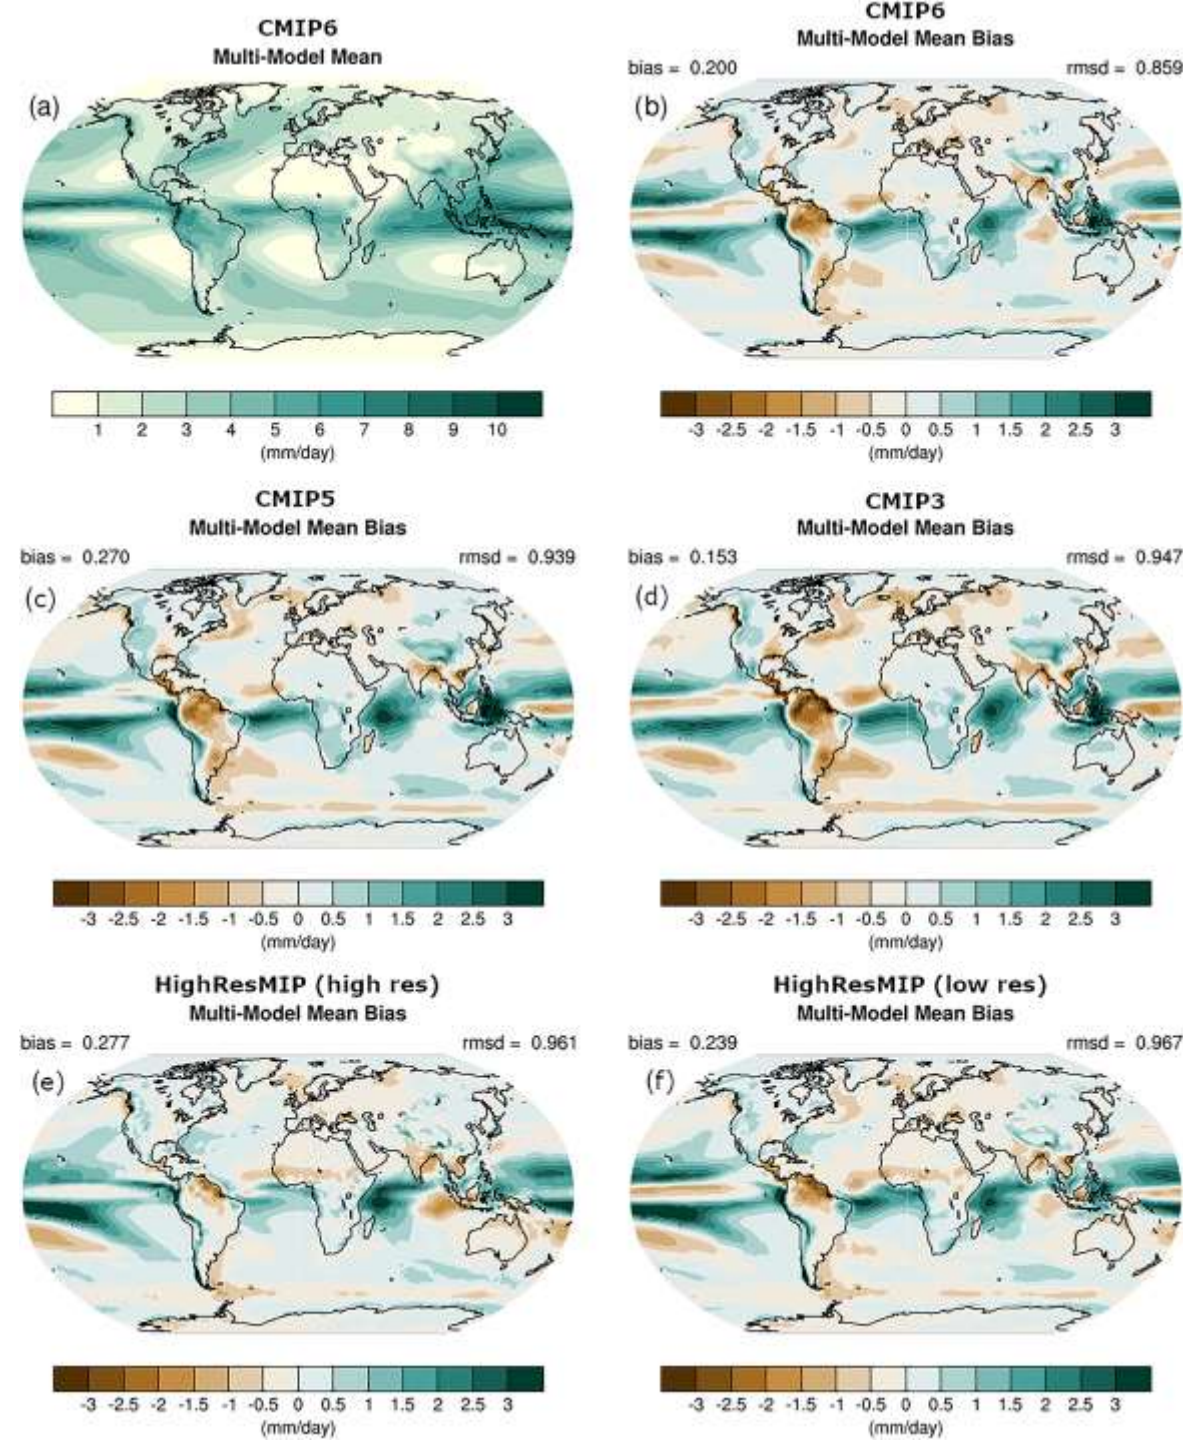 CMIP6
Multi-Model Mean
(a)
1 2 3 4 5 6 7 8 9 10
(mm/day)
CMIP6
Multi-Model Mean Bias
bias = 0.200 rmsd = 0.859
(b)
-3 -2.5 -2 -1.5 -1 -0.5 0 0.5 1 1.5 2 2.5 3
(mm/day)
CMIP5
Multi-Model Mean Bias
bias = 0.270 rmsd = 0.939
(c)
-3 -2.5 -2 -1.5 -1 -0.5 0 0.5 1 1.5 2 2.5 3
(mm/day)
CMIP3
Multi-Model Mean Bias
bias = 0.153 rmsd = 0.947
(d)
-3 -2.5 -2 -1.5 -1 -0.5 0 0.5 1 1.5 2 2.5 3
(mm/day)
HighResMIP (high res)
Multi-Model Mean Bias
bias = 0.277 rmsd = 0.961
(e)
-3 -2.5 -2 -1.5 -1 -0.5 0 0.5 1 1.5 2 2.5 3
(mm/day)
HighResMIP (low res)
Multi-Model Mean Bias
bias = 0.239 rmsd = 0.967
(f)
-3 -2.5 -2 -1.5 -1 -0.5 0 0.5 1 1.5 2 2.5 3
(mm/day)